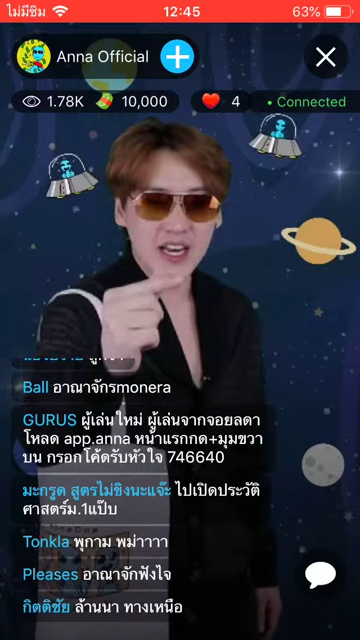 ไม่มีซิม 12:45 63%
Anna Official
1.78K 10,000 4 • Connected
Ball อาณาจักรmonera
GURUS ผู้เล่นใหม่ ผู้เล่นจากจอยลดา
โหลด app.anna หน้าแรกกด+มุมขวา
บน กรอกโค้ดรับหัวใจ 746640
มะกรูด สูตรไม่ขิงนะแจ๊ะ ไปเปิดประวัติ
ศาสตร์ม.1แป๊บ
Tonkla พุกาม พม่าาาา
Pleases อาณาจักฟังไจ
กิตติชัย ล้านนา ทางเหนือ